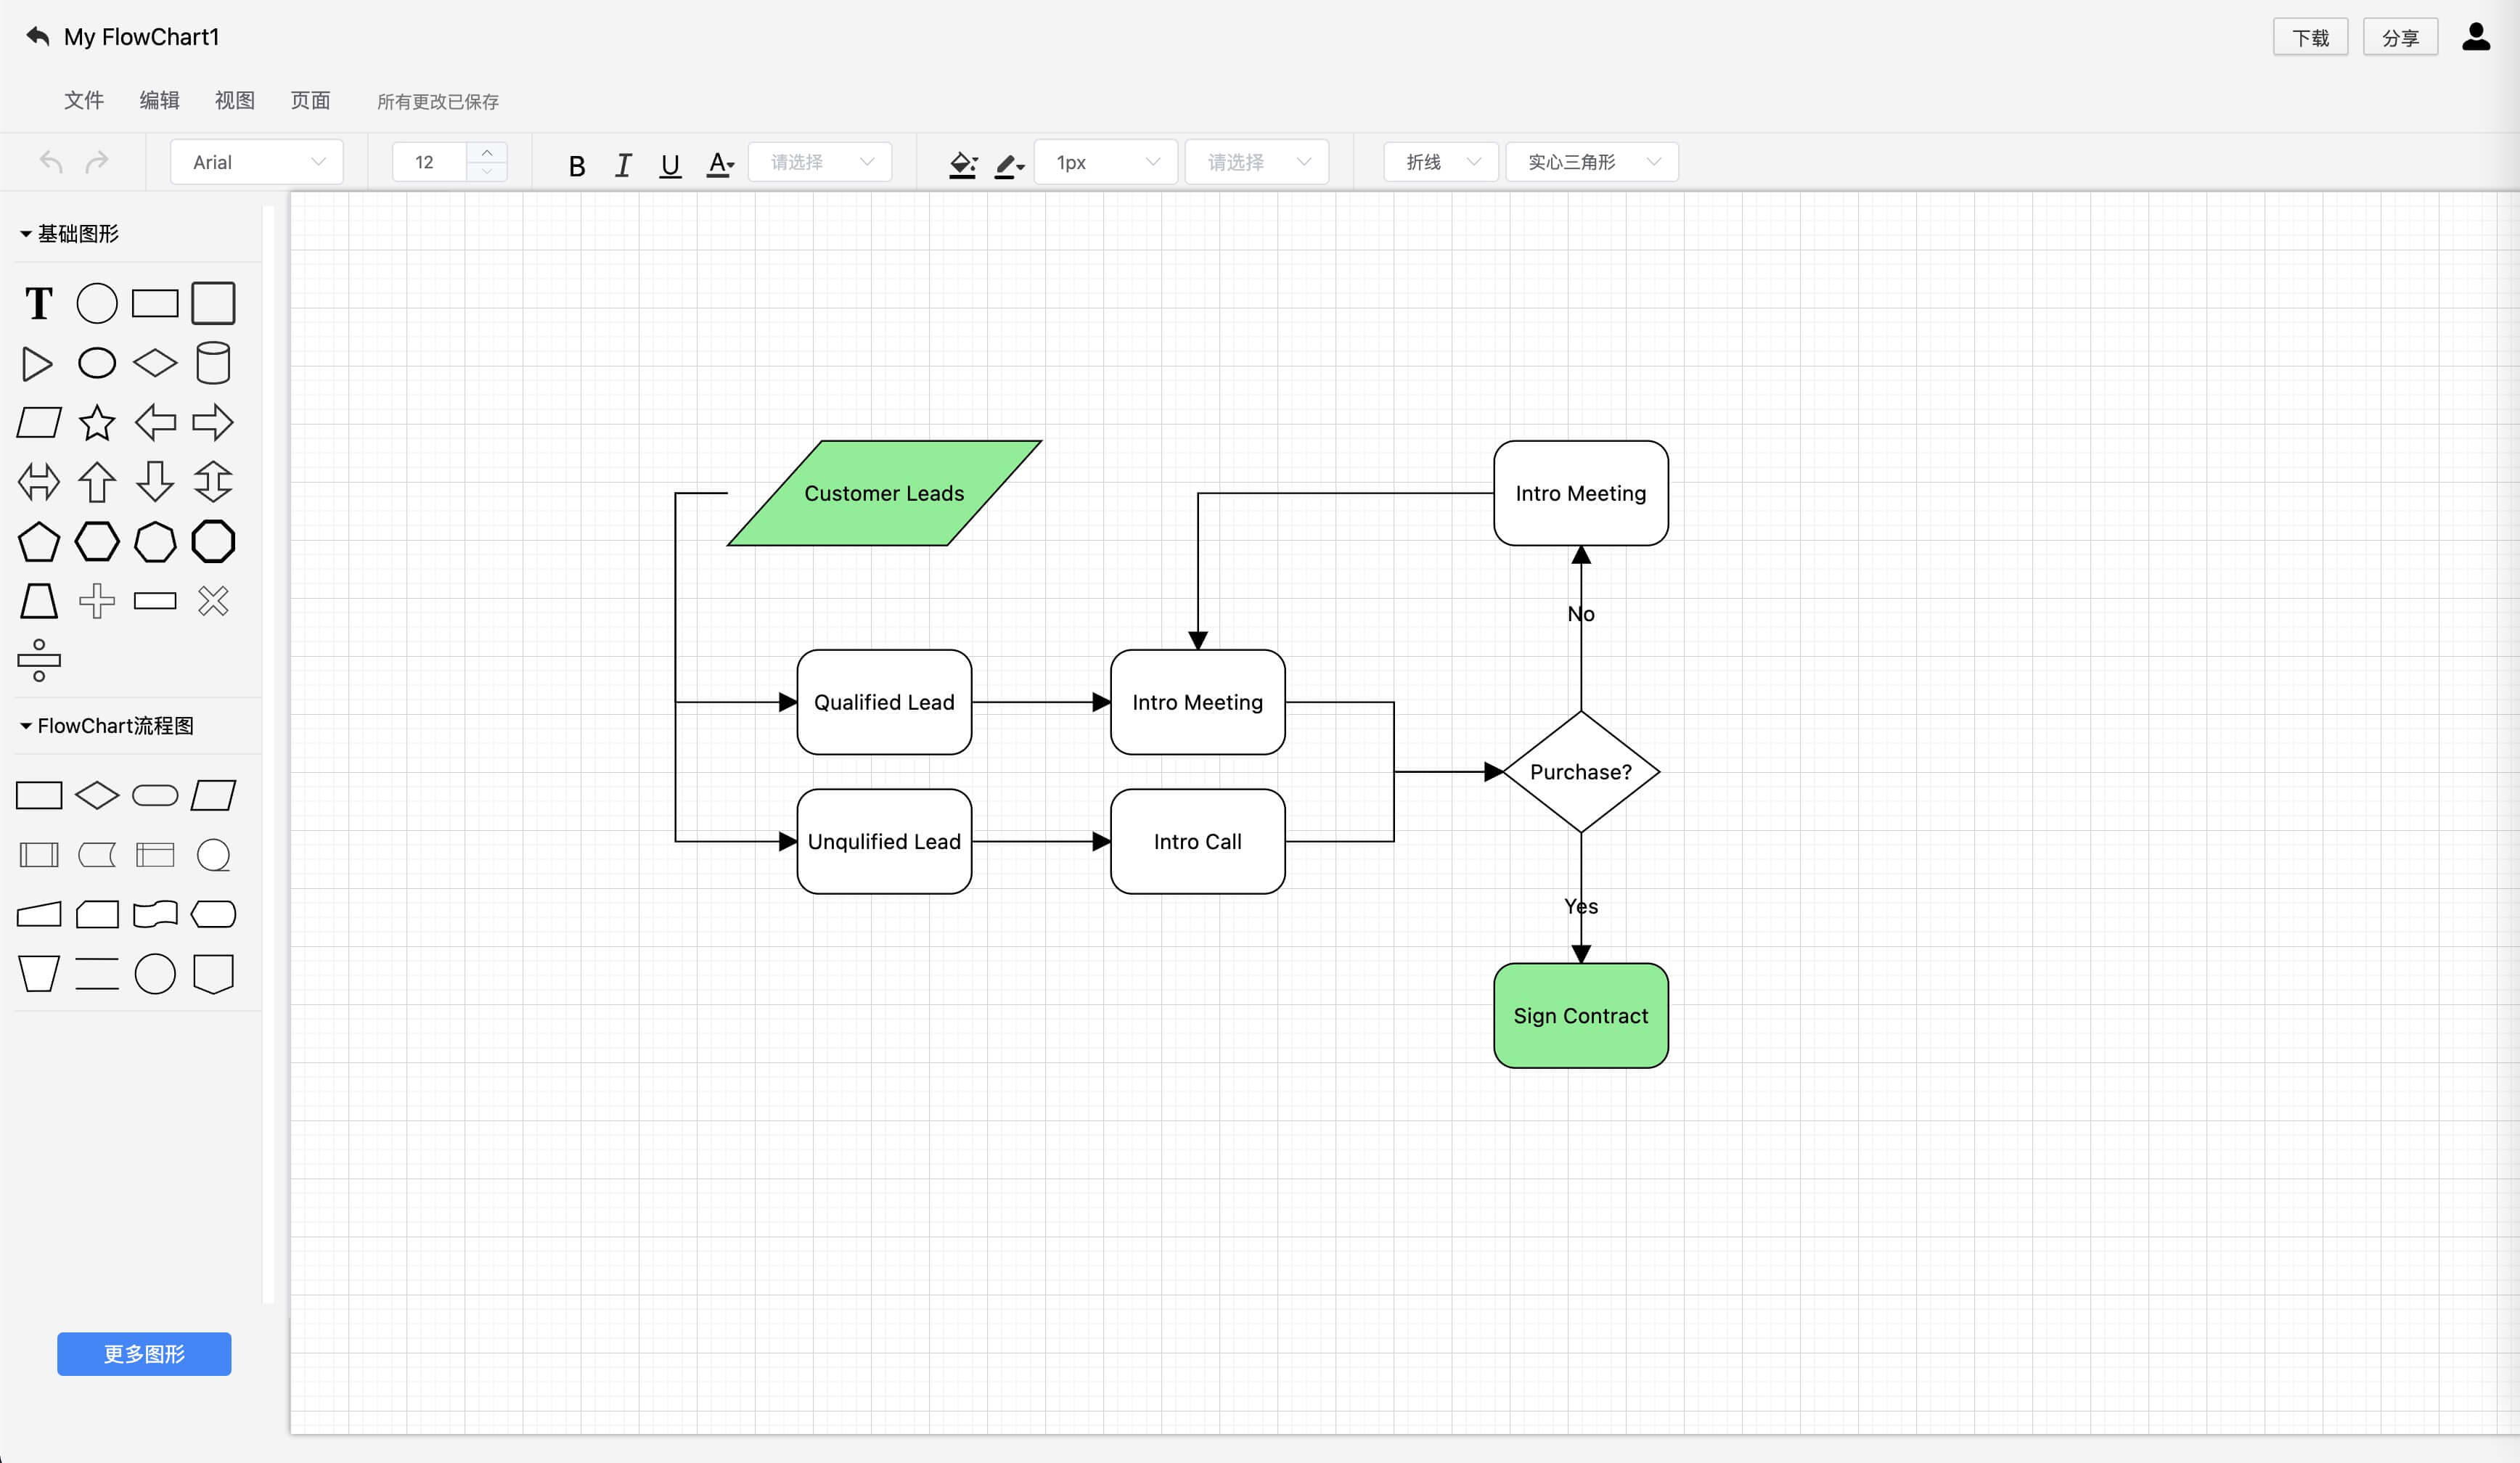 My FlowChart1
下载
分享
文件
编辑
视图
页面
所有更改已保存
Arial
12
B
I
U
A
请选择
1px
请选择
折线
实心三角形
基础图形
T
FlowChart流程图
更多图形
Customer Leads
Intro Meeting
No
Qualified Lead
Intro Meeting
Purchase?
Unqulified Lead
Intro Call
Yes
Sign Contract